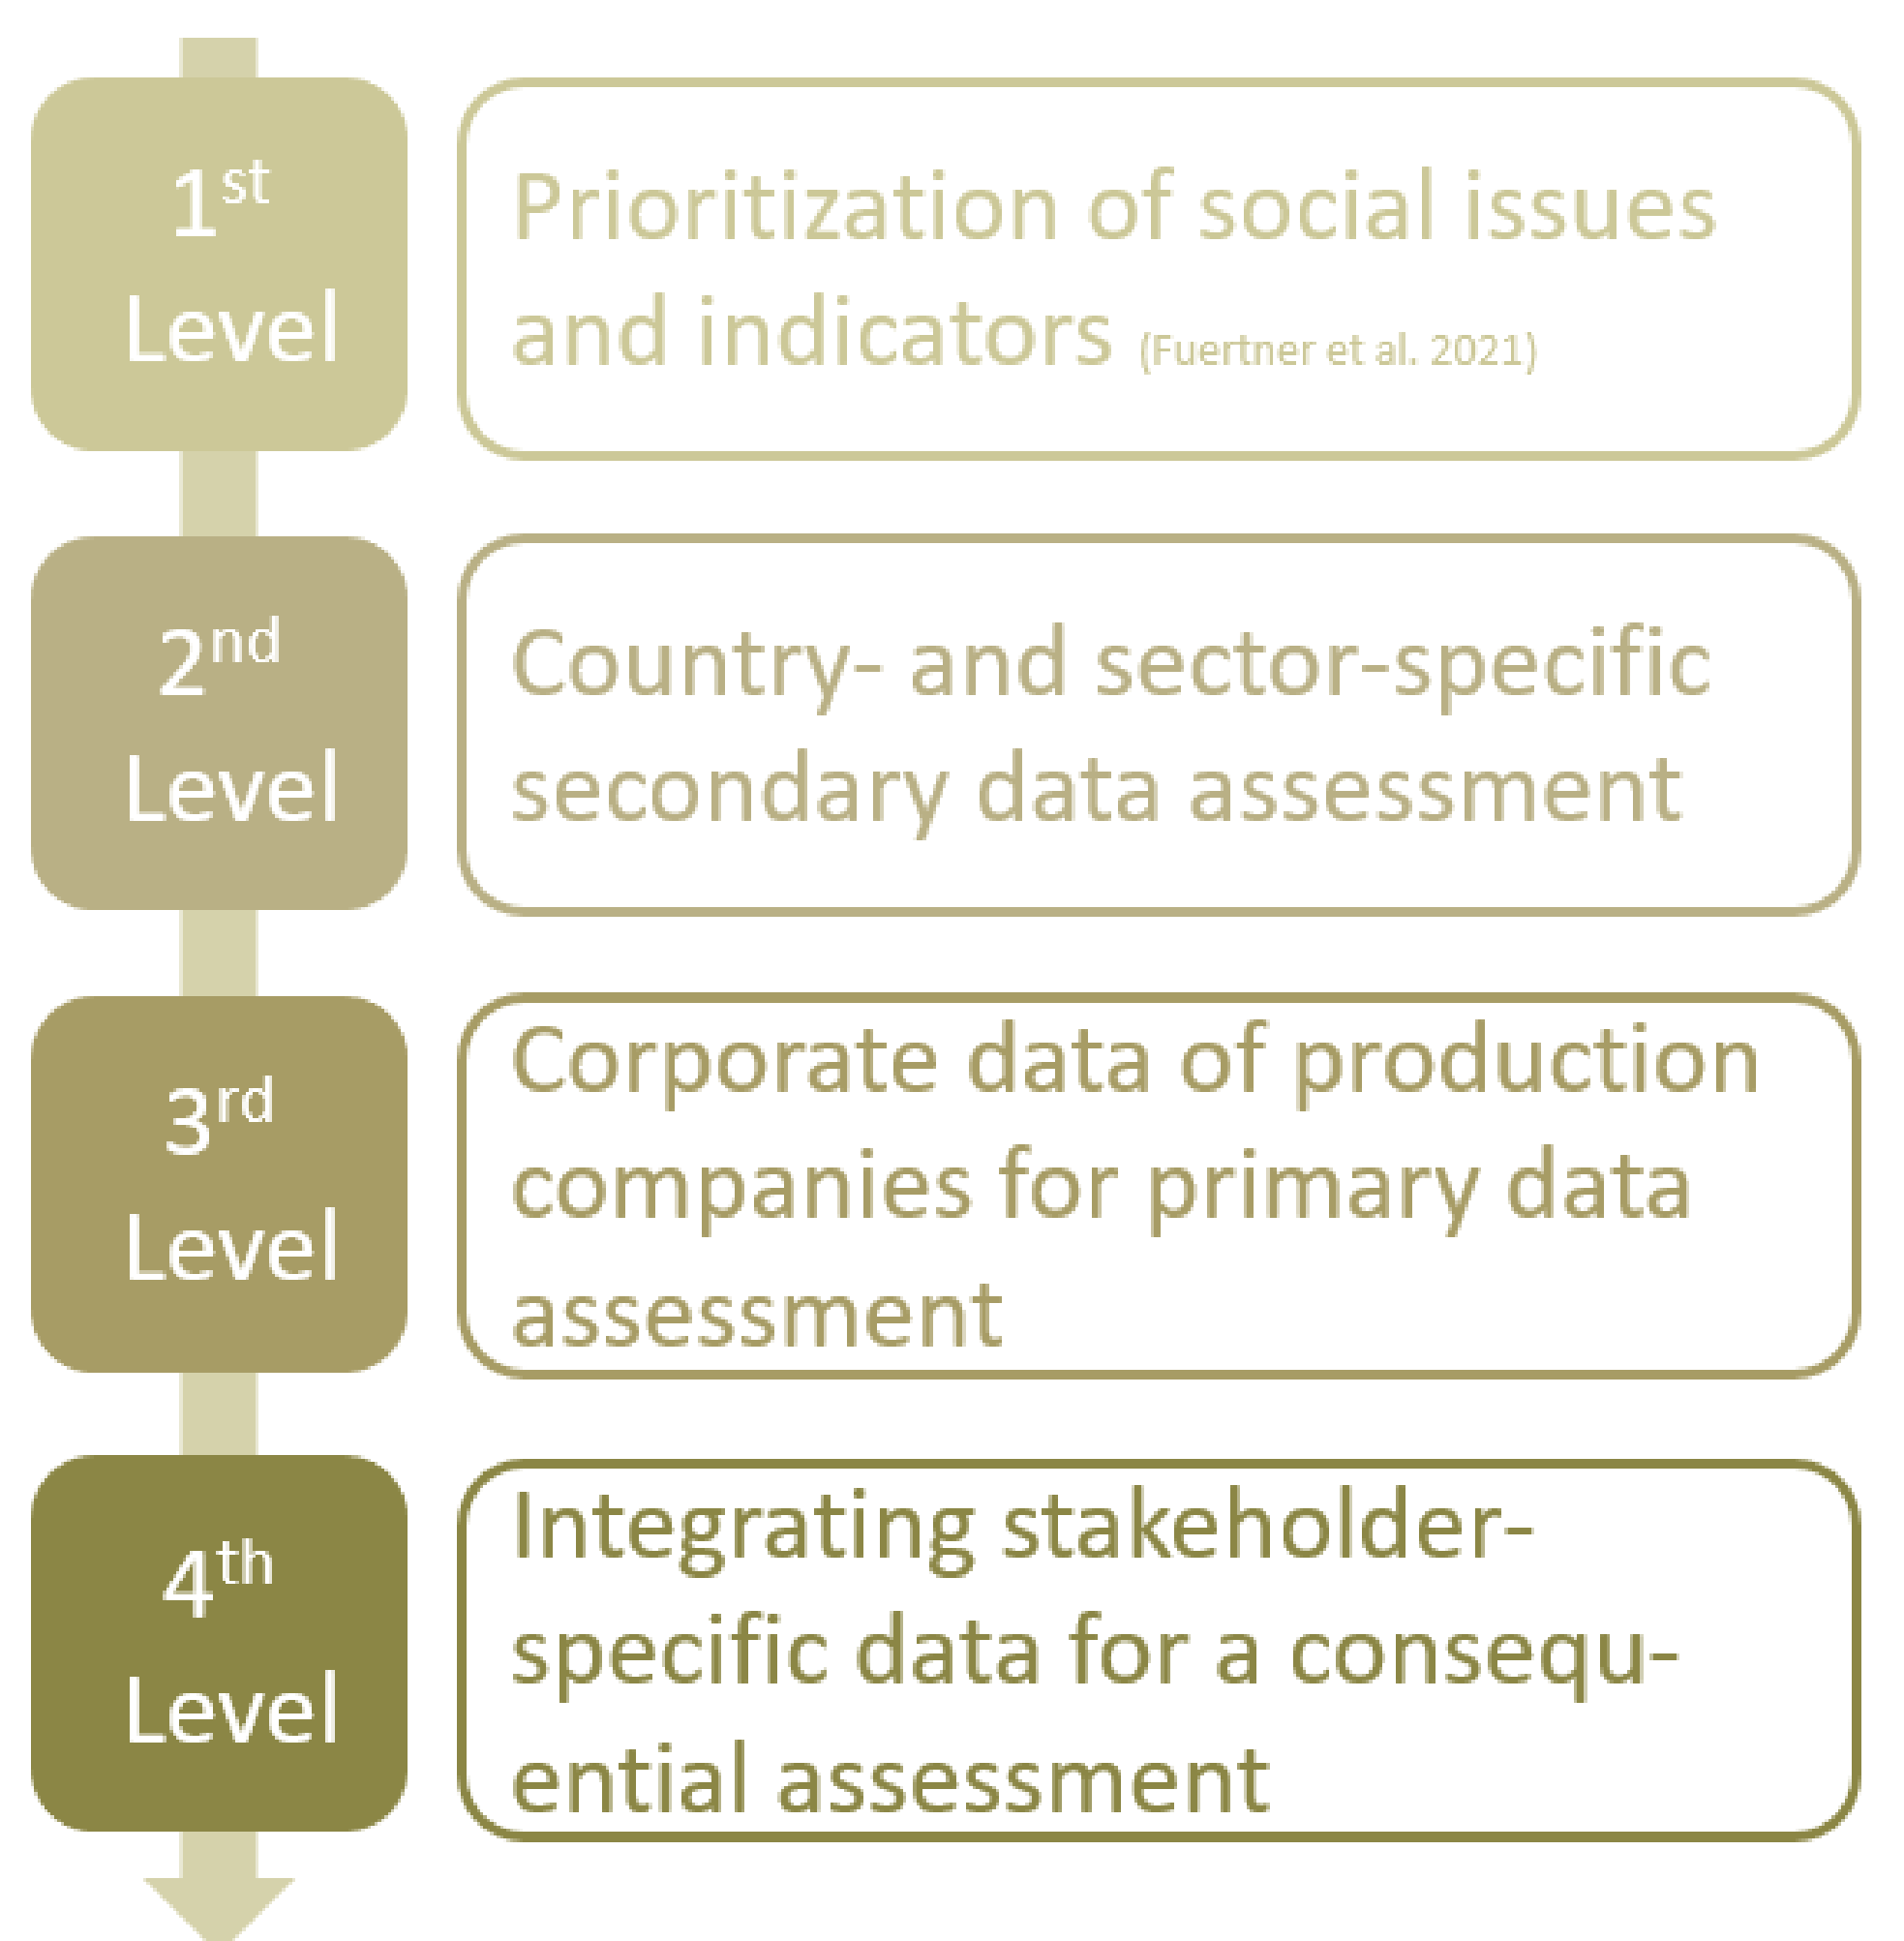 1st
Level
Prioritization of social issues
and indicators (Fuertner et al. 2021)
2nd
Level
Country- and sector-specific
secondary data assessment
3rd
Level
Corporate data of production
companies for primary data
assessment
4th
Level
Integrating stakeholder-
specific data for a consequ-
ential assessment